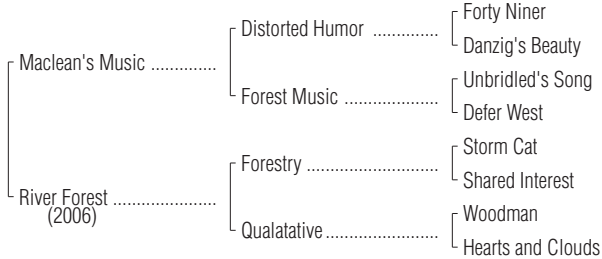 Forty Niner
Distorted Humor ..............
Danzig's Beauty
Maclean's Music ..............
Unbridled's Song
Forest Music ....................
Defer West
Storm Cat
Forestry ............................
Shared Interest
River Forest ......................
(2006)
Woodman
Qualatative ........................
Hearts and Clouds